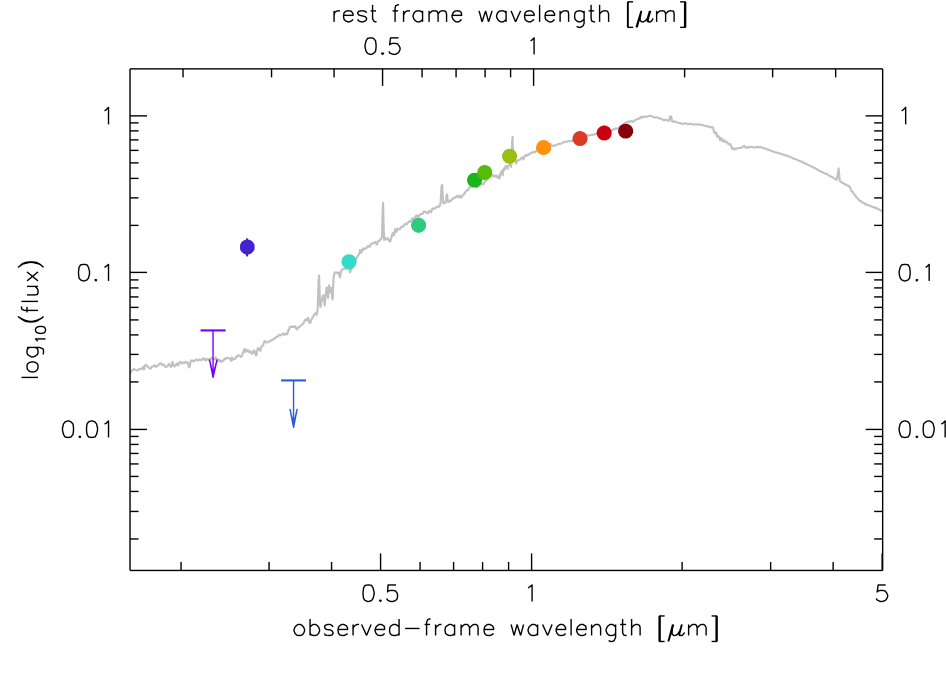 rest frame wavelength [μm]
0.5 1
1 1
0.1 0.1
0.01 0.01
log10(flux)
0.5 1 5
observed-frame wavelength [μm]